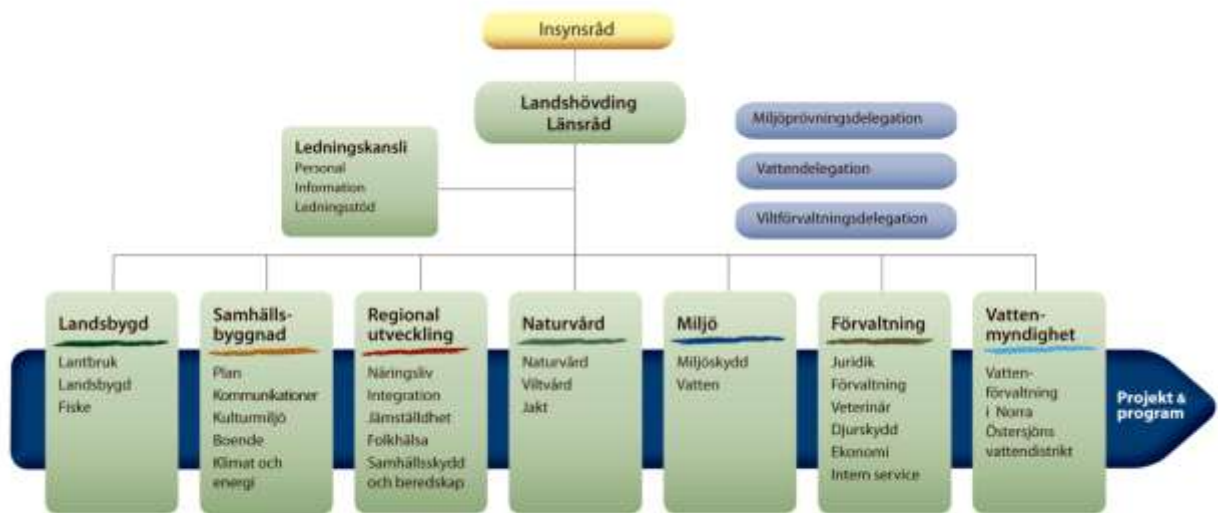 Insynsråd
Landshövding
Länsråd
Ledningskansli
Personal
Information
Ledningsstöd
Miljöprövningsdelegation
Vattendelegation
Viltförvaltningsdelegation
Landsbygd
Lantbruk
Landsbygd
Fiske
Samhälls-
byggnad
Plan
Kommunikationer
Kulturmiljö
Boende
Klimat och
energi
Regional
utveckling
Näringsliv
Integration
Jämställdhet
Folkhälsa
Samhällsskydd
och beredskap
Naturvård
Naturvård
Viltvård
Jakt
Miljö
Miljöskydd
Vatten
Förvaltning
Juridik
Förvaltning
Veterinär
Djurskydd
Ekonomi
Intern service
Vatten-
myndighet
Vatten-
förvaltning
i Norra
Östersjöns
vattendistrikt
Projekt &
program